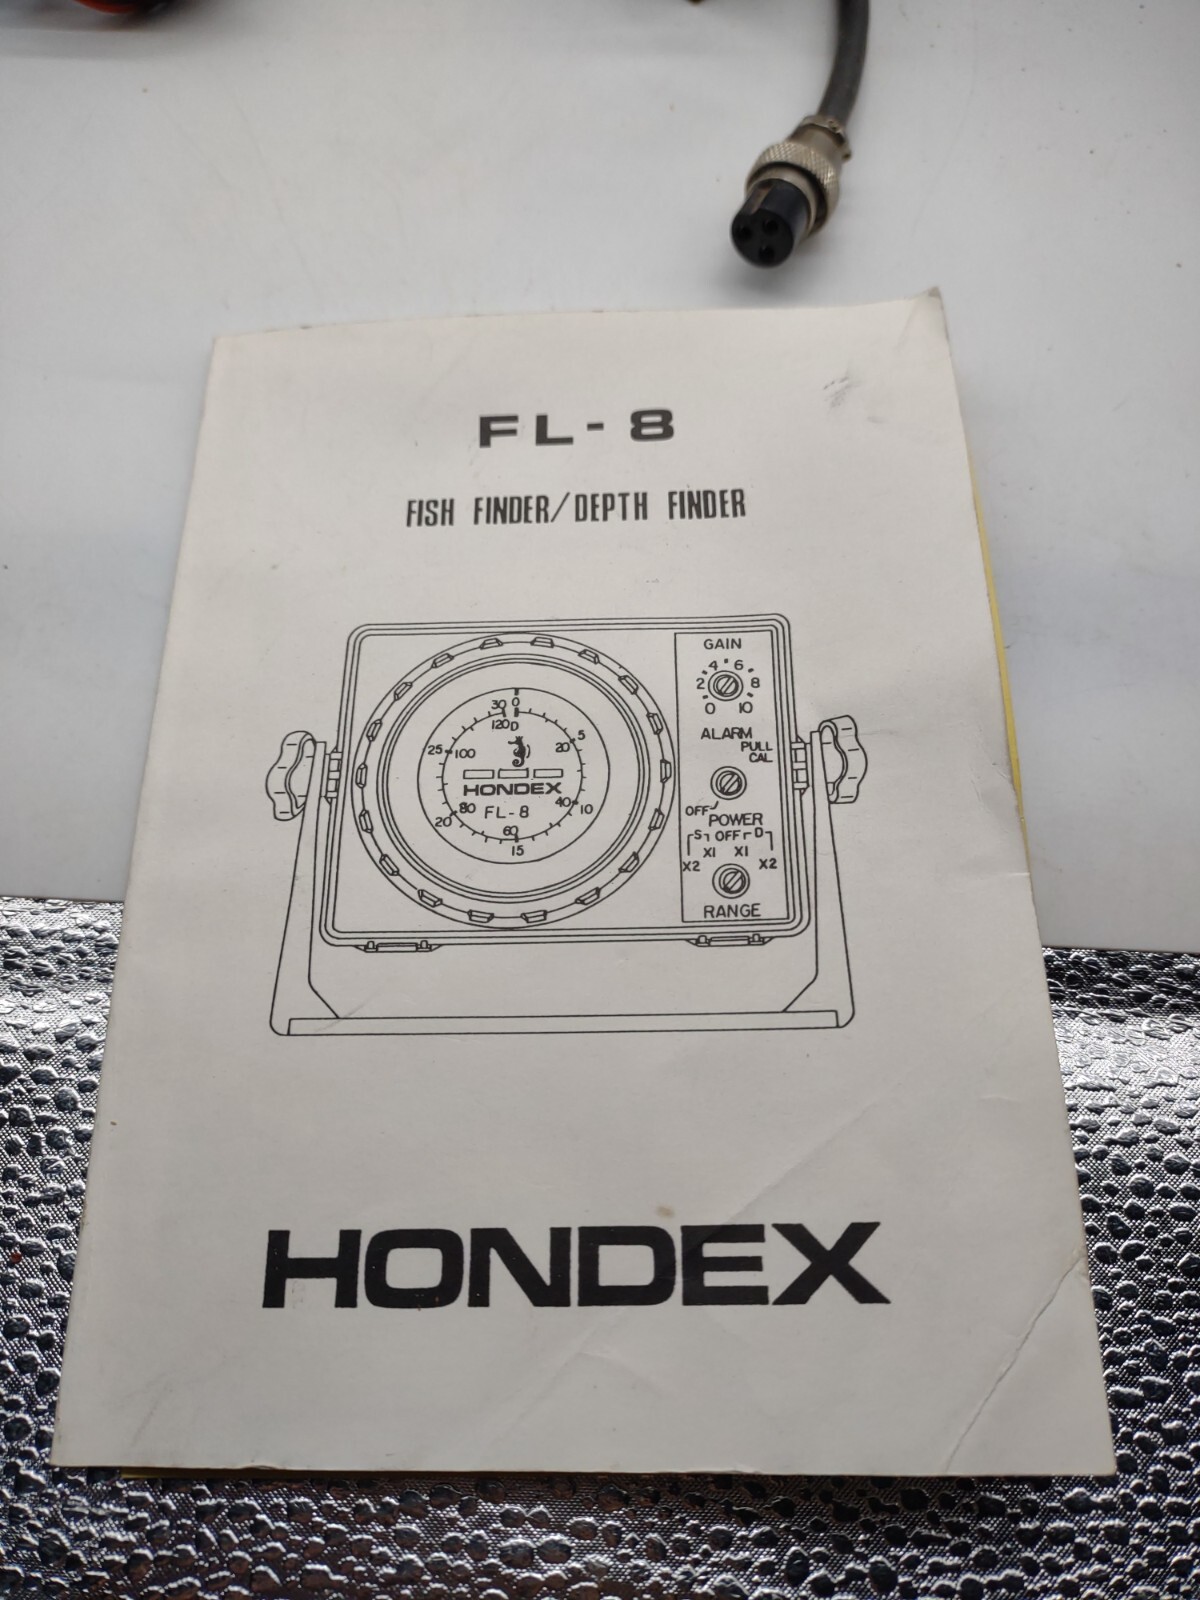 FL-8
FISH FINDER/DEPTH FINDER
GAIN
4 6
2 8
0 10
ALARM
PULL
CAL
OFF
POWER
S OFF D
X1 X1
X2 X2
RANGE
30 0
120 D
25 100 20 5
HONDEX
FL-8
20 80 40 10
60
15
HONDEX